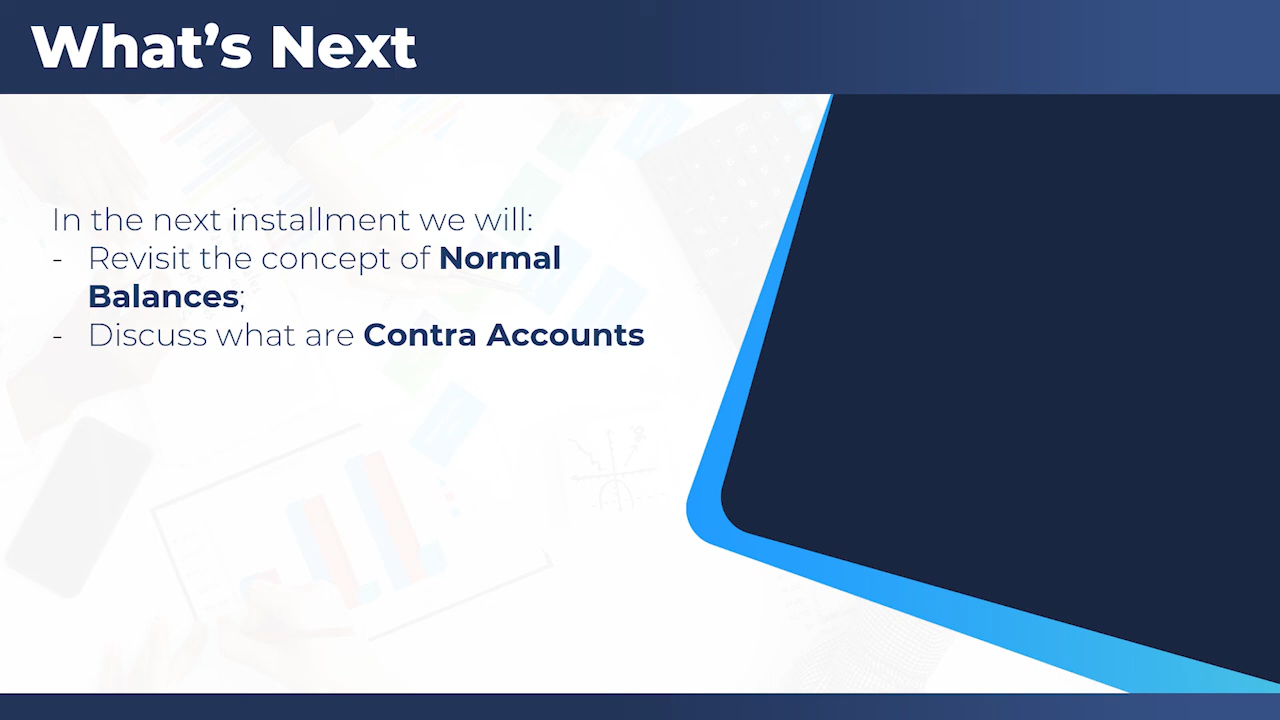 What’s Next
In the next installment we will:
- Revisit the concept of Normal
Balances;
- Discuss what are Contra Accounts